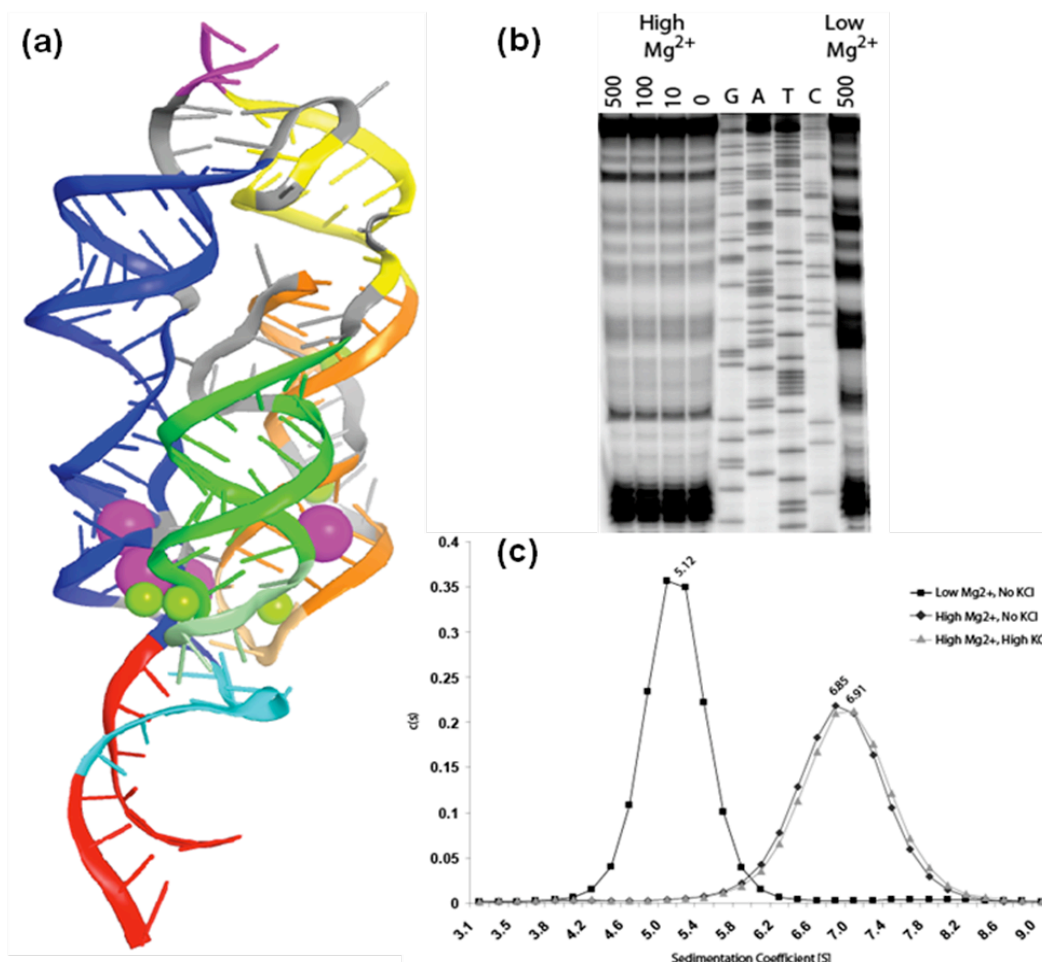 (a)
(b)
High
Mg2+
Low
Mg2+
500 100 10 0 G A T C 500
(c)
0.4
0.35
0.3
0.25
0.2
0.15
0.1
0.05
0
c(s)
5.12
6.85
6.91
Low Mg2+, No KCl
High Mg2+, No KCl
High Mg2+, High KC
3.1 3.5 3.8 4.2 4.6 5.0 5.4 5.8 6.2 6.6 7.0 7.4 7.8 8.2 8.6 9.0
Sedimentation Coefficient [S]